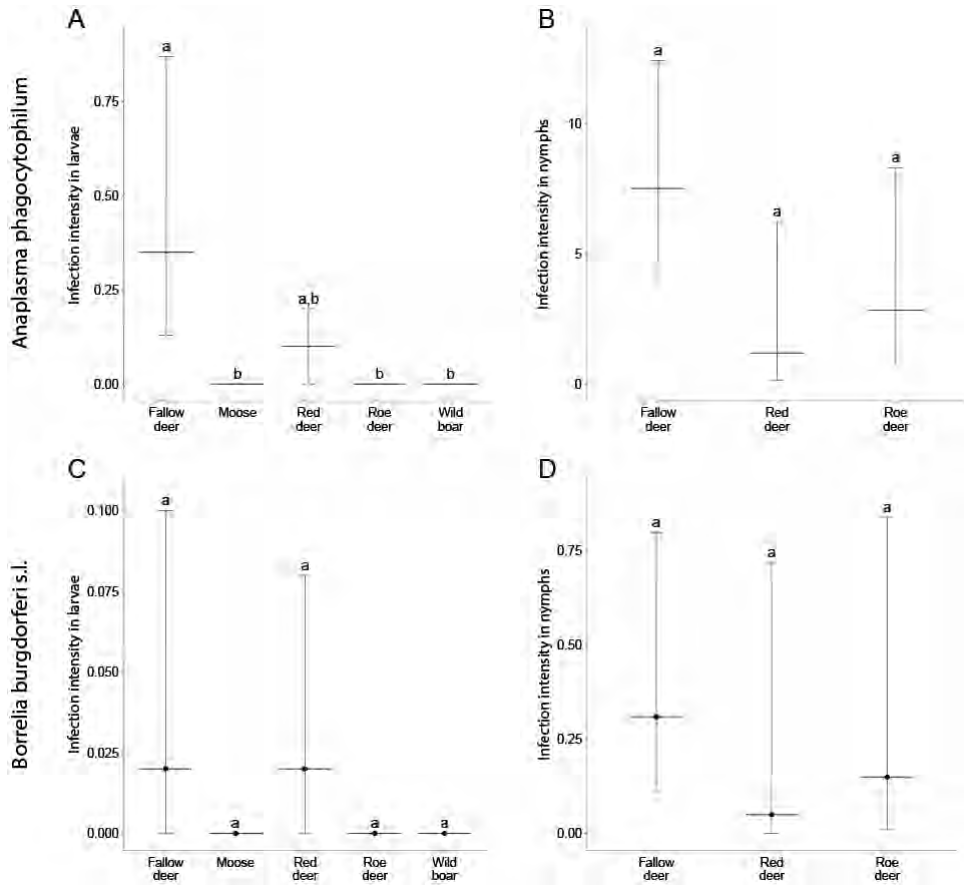 A
Anaplasma phagocytophilum
Infection intensity in larvae
0.75
0.50
0.25
0.00
a
b
a,b
b
b
Fallow
deer
Moose
Red
deer
Roe
deer
Wild
boar
B
Infection intensity in nymphs
10
5
0
a
a
a
Fallow
deer
Red
deer
Roe
deer
C
Borrelia burgdorferi s.l.
Infection intensity in larvae
0.100
0.075
0.050
0.025
0.000
a
a
a
a
a
Fallow
deer
Moose
Red
deer
Roe
deer
Wild
boar
D
Infection intensity in nymphs
0.75
0.50
0.25
0.00
a
a
a
Fallow
deer
Red
deer
Roe
deer